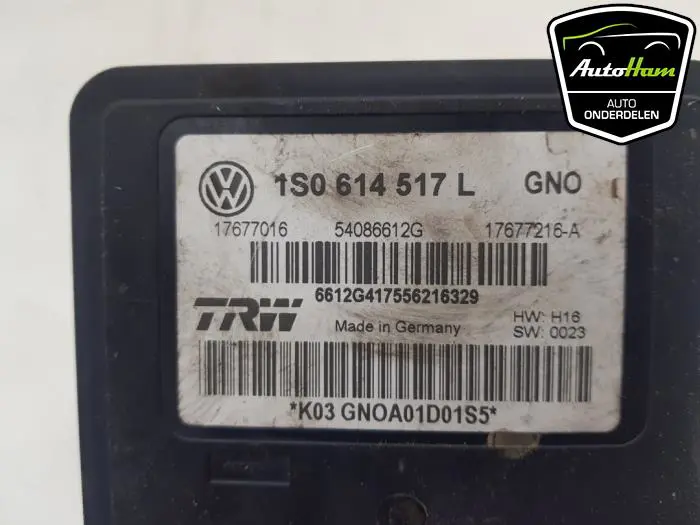 AutoHam
AUTO
ONDERDELEN
1S0 614 517 L GNO
17677016 54086612G 17677216-A
6612G417556216329
TRW Made in Germany HW: H16
SW: 0023
*K03 GNOA01D01S5*